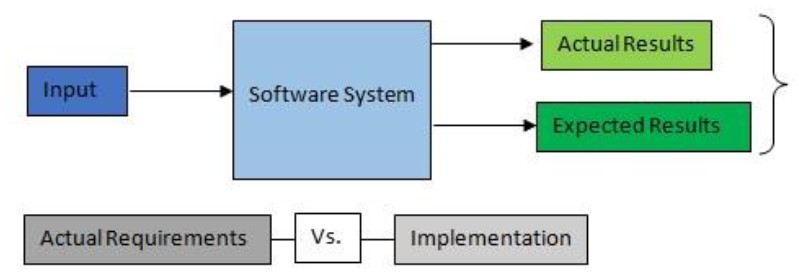 Actual Results
Input
Software System
Expected Results
Actual Requirements
Vs.
Implementation